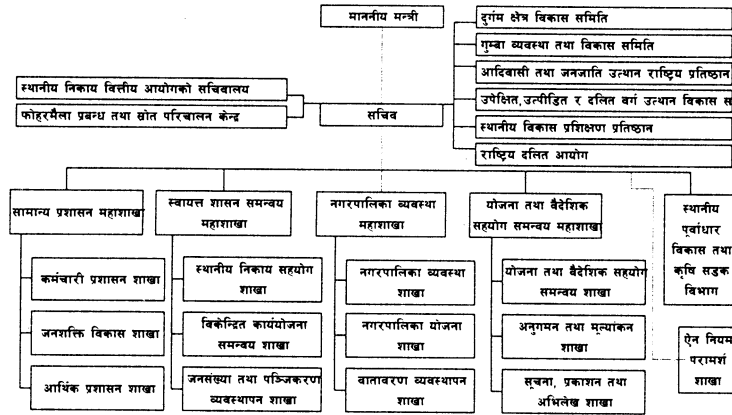 माननीय मन्त्री
दुर्गम क्षेत्र विकास समिति
गुम्बा व्यवस्था तथा विकास समिति
आदिवासी तथा जनजाति उत्थान राष्ट्रिय प्रतिष्ठान
उपेक्षित,उत्पीडित र दलित वर्ग उत्थान विकास स
स्थानीय विकास प्रशिक्षण प्रतिष्ठान
राष्ट्रिय दलित आयोग
स्थानीय निकाय वित्तीय आयोगको सचिवालय
फोहरमैला प्रबन्ध तथा स्रोत परिचालन केन्द्र
सचिव
सामान्य प्रशासन महाशाखा
कर्मचारी प्रशासन शाखा
जनशक्ति विकास शाखा
आर्थिक प्रशासन शाखा
स्वायत्त शासन समन्वय
महाशाखा
स्थानीय निकाय सहयोग
शाखा
विकेन्द्रित कार्ययोजना
समन्वय शाखा
जनसंख्या तथा पञ्जिकरण
व्यवस्थापन शाखा
नगरपालिका व्यवस्था
महाशाखा
नगरपालिका व्यवस्था
शाखा
नगरपालिका योजना
शाखा
वातावरण व्यवस्थापन
शाखा
योजना तथा बैदेशिक
सहयोग समन्वय महाशाखा
योजना तथा बैदेशिक सहयोग
समन्वय शाखा
अनुगमन तथा मूल्यांकन
शाखा
सूचना, प्रकाशन तथा
अभिलेख शाखा
स्थानीय
पूर्वाधार
विकास तथा
कृषि सडक
विभाग
ऐन नियम
परामर्श
शाखा